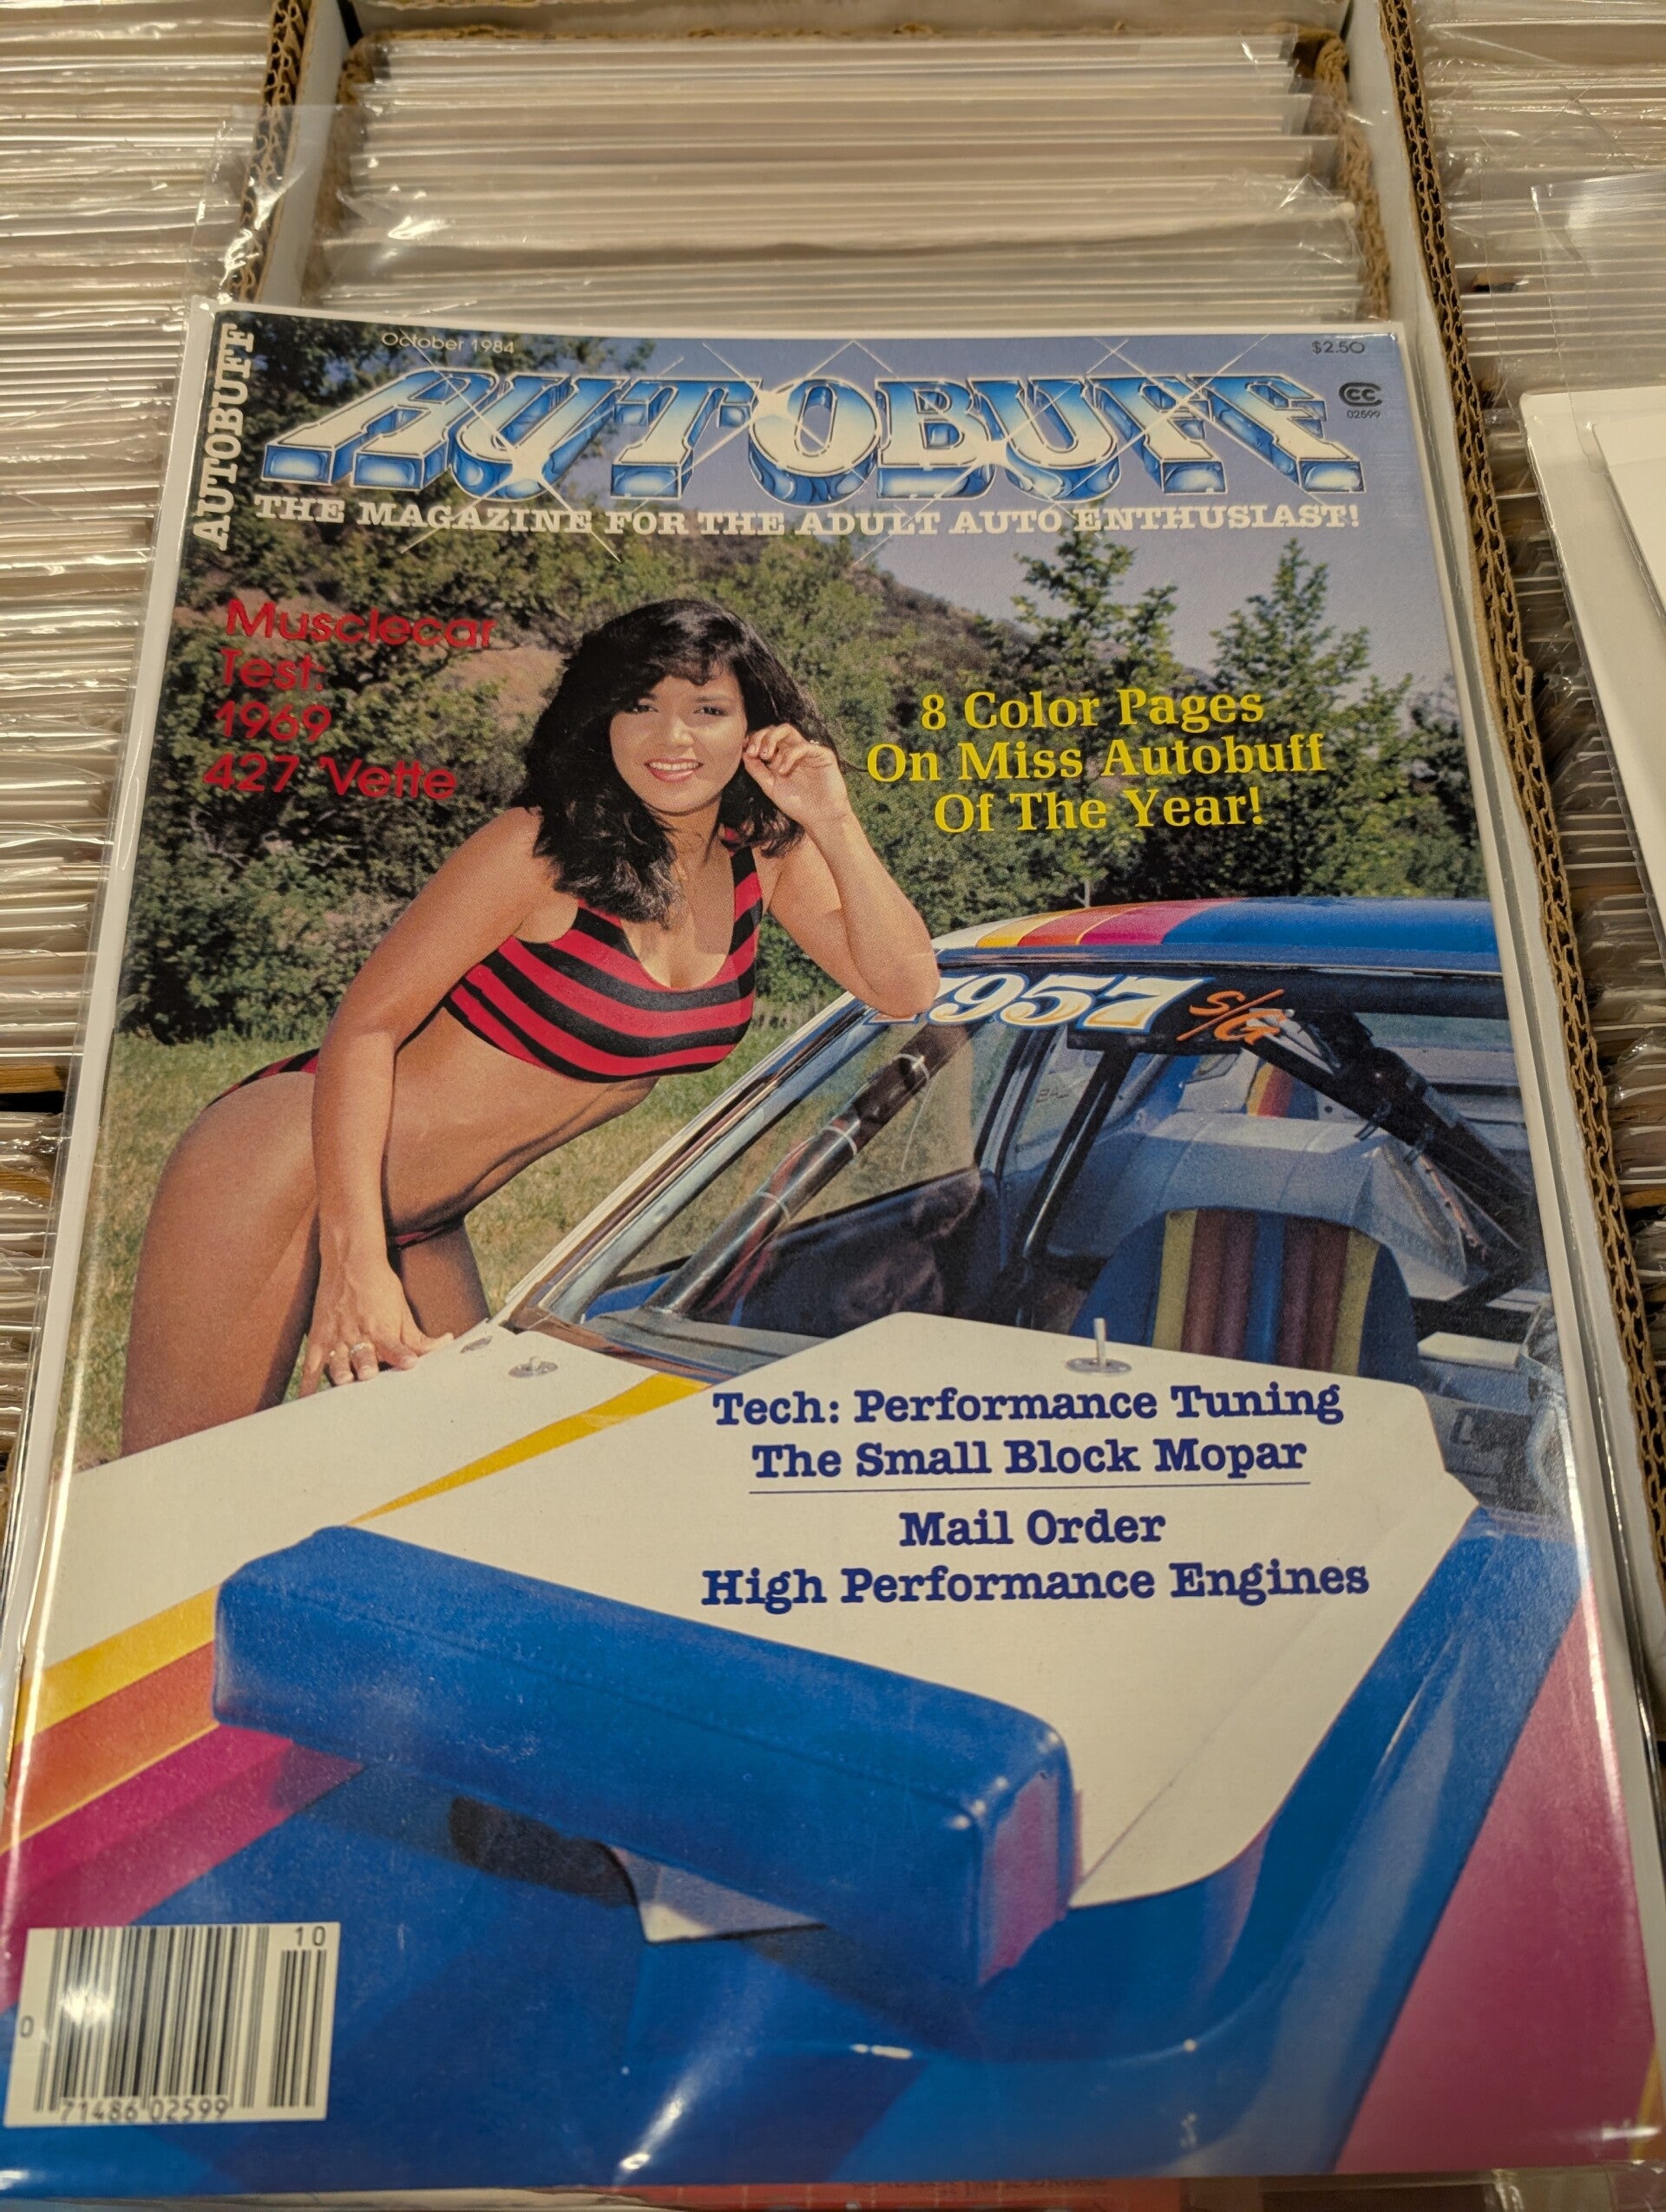 AUTOBUFF
October 1984
$2.50
AUTOBUFF
CC
02599
THE MAGAZINE FOR THE ADULT AUTO ENTHUSIAST!
Musclecar
Test:
1969
427 'Vette
8 Color Pages
On Miss Autobuff
Of The Year!
1957 S/G
Tech: Performance Tuning
The Small Block Mopar
Mail Order
High Performance Engines
10
0
71486 02599